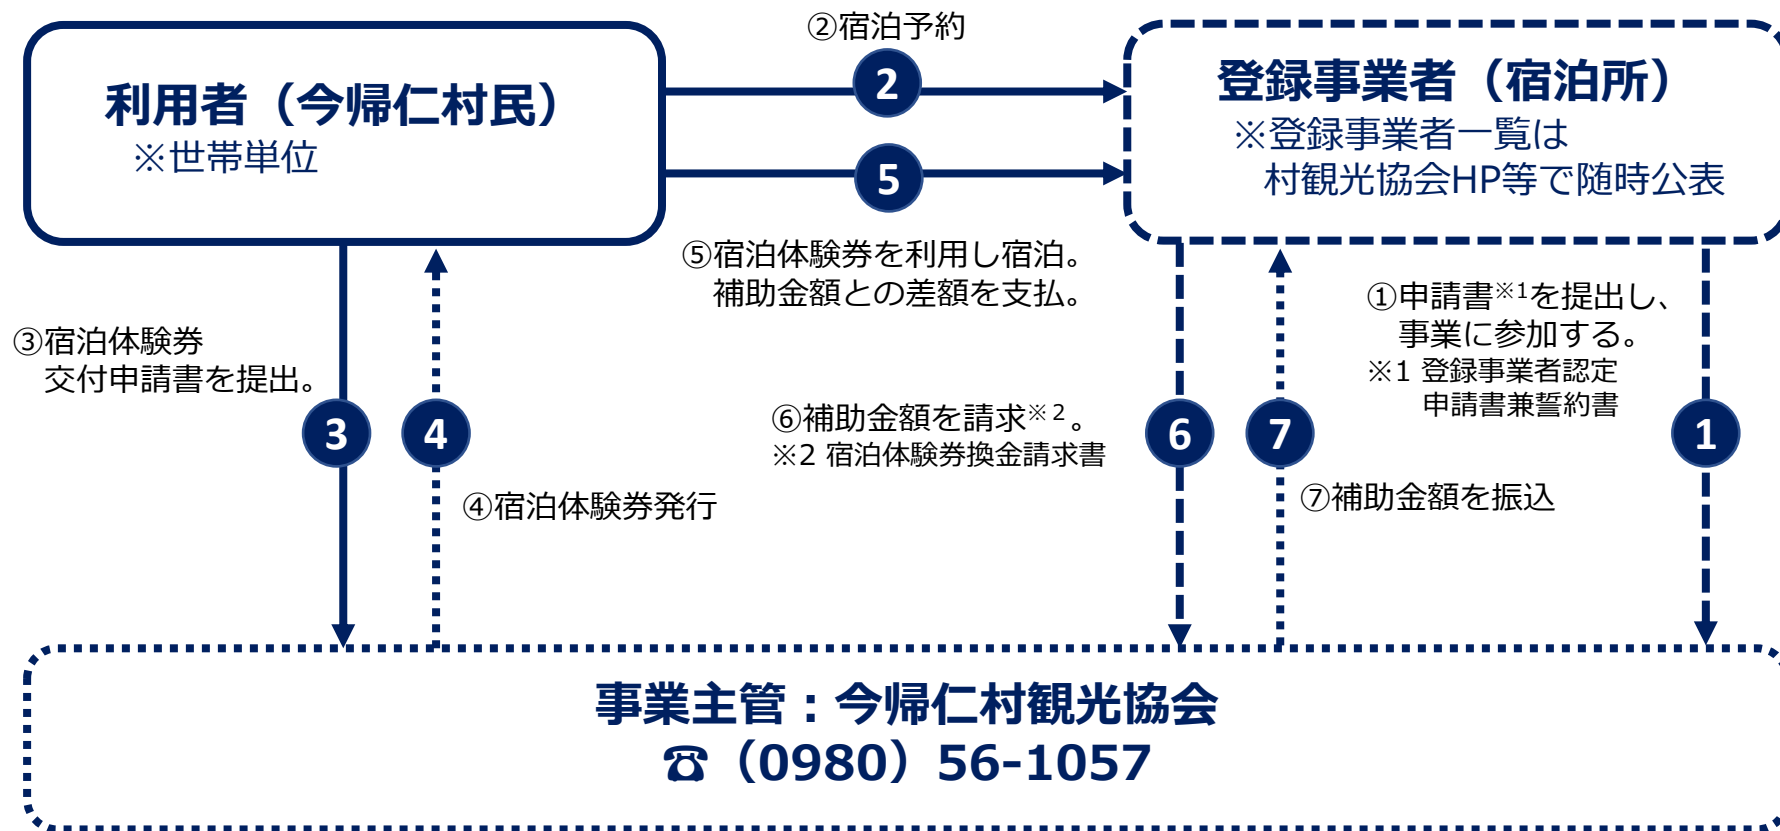 ②宿泊予約
利用者（今帰仁村民）
※世帯単位
2
5
登録事業者（宿泊所）
※登録事業者一覧は
村観光協会HP等で随時公表
⑤宿泊体験券を利用し宿泊。
補助金額との差額を支払。
①申請書※1を提出し、
事業に参加する。
※1 登録事業者認定
申請書兼誓約書
③宿泊体験券
交付申請書を提出。
3
4
⑥補助金額を請求※2。
※2 宿泊体験券換金請求書
6
7
1
④宿泊体験券発行
⑦補助金額を振込
事業主管：今帰仁村観光協会
☎（0980）56-1057